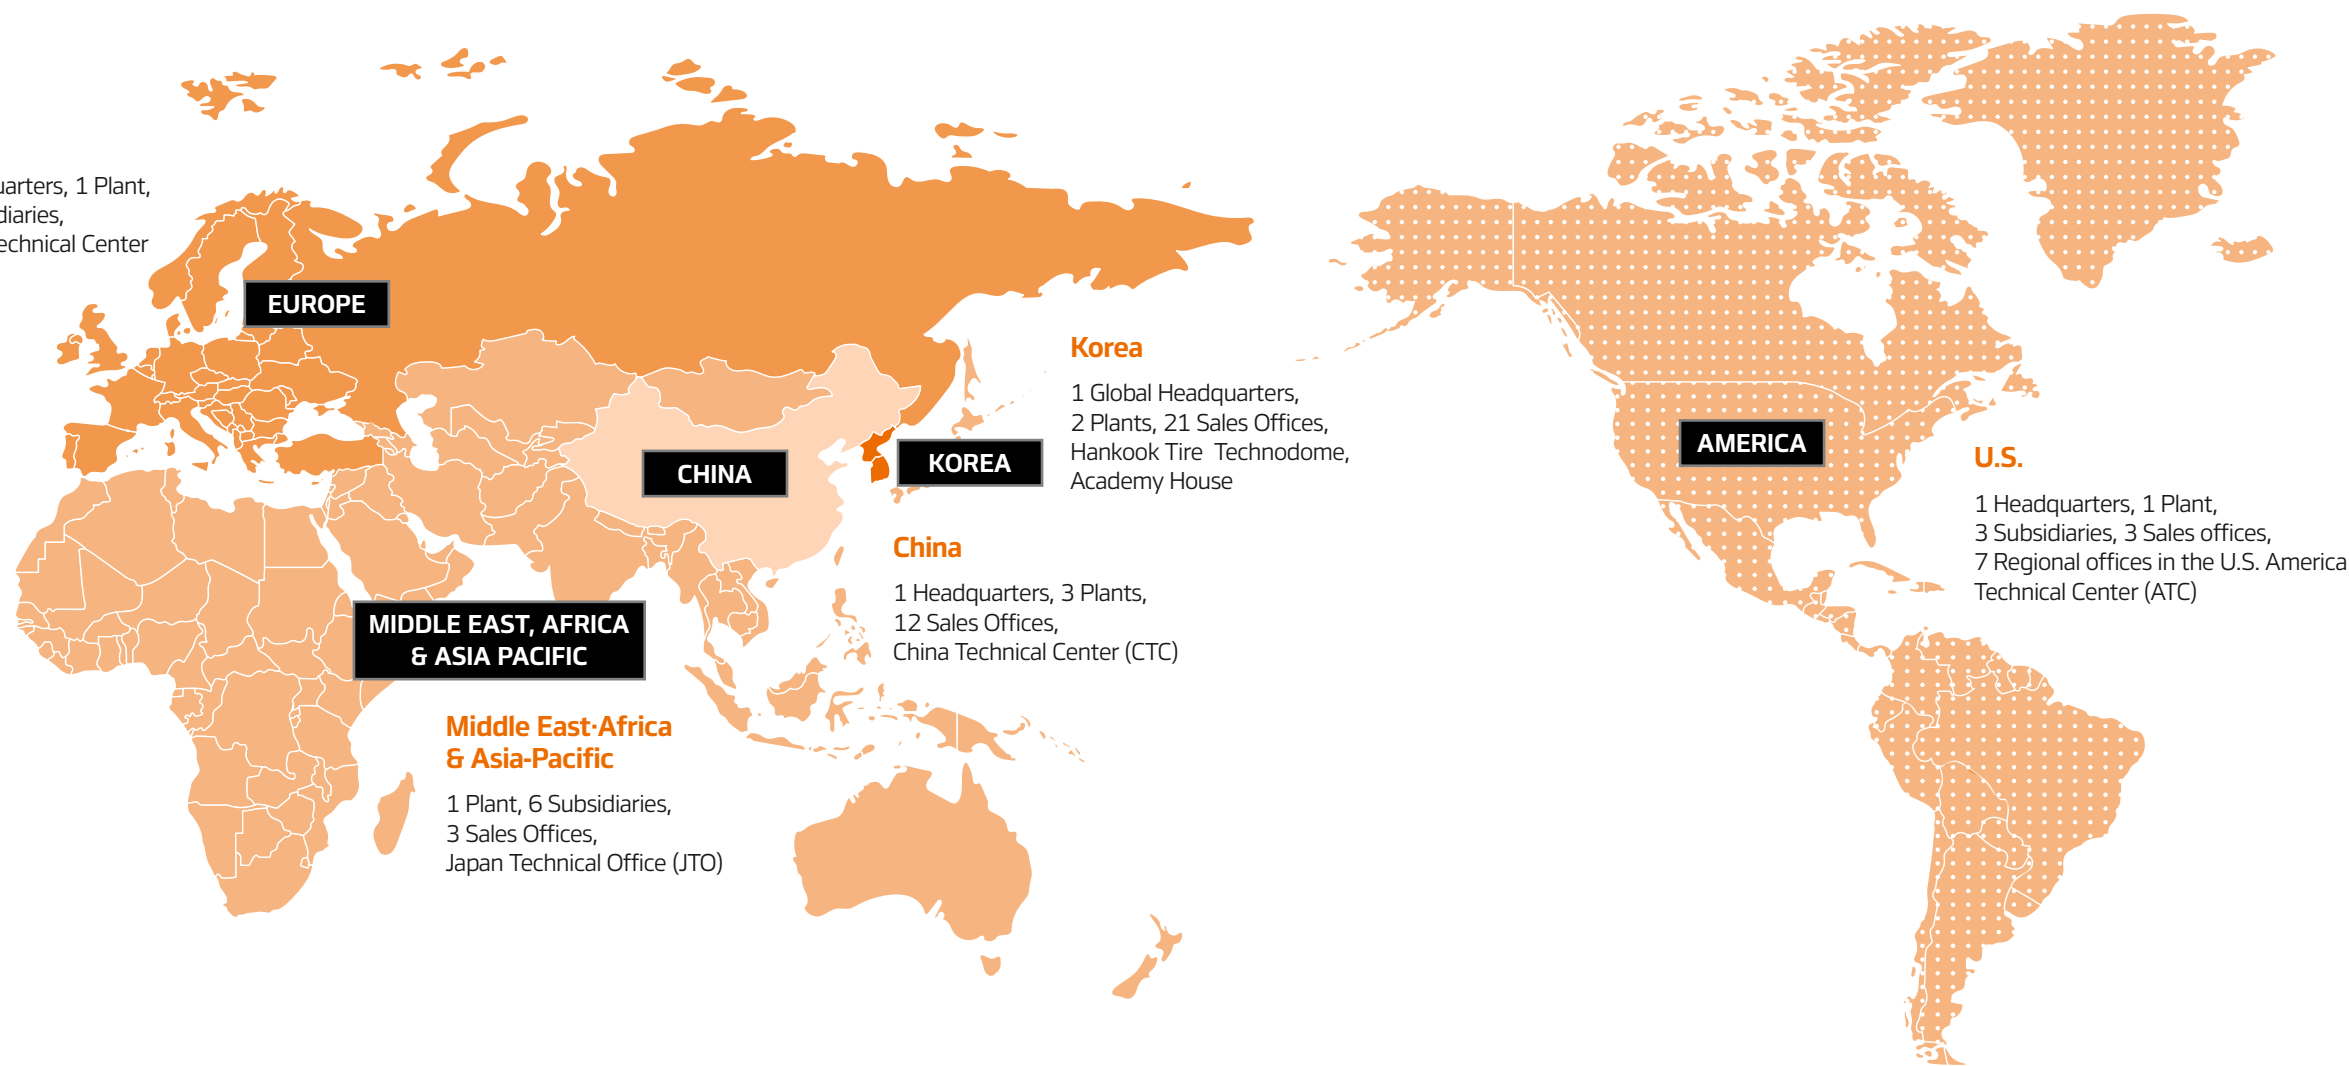 1 Plant,
Technical Center
EUROPE
Korea
1 Global Headquarters,
2 Plants, 21 Sales Offices,
Hankook Tire Technodome,
Academy House
KOREA
CHINA
AMERICA
U.S.
1 Headquarters, 1 Plant,
3 Subsidiaries, 3 Sales offices,
7 Regional offices in the U.S. America
Technical Center (ATC)
China
1 Headquarters, 3 Plants,
12 Sales Offices,
China Technical Center (CTC)
MIDDLE EAST, AFRICA
& ASIA PACIFIC
Middle East·Africa
& Asia-Pacific
1 Plant, 6 Subsidiaries,
3 Sales Offices,
Japan Technical Office (JTO)